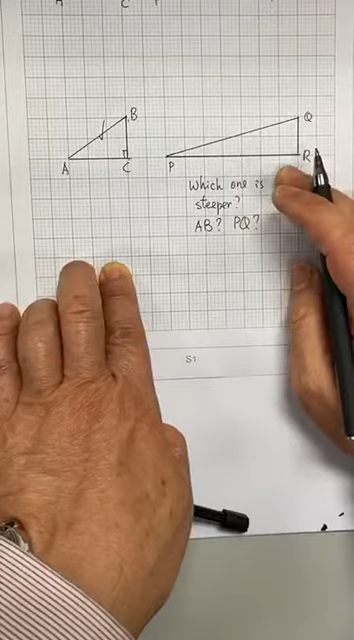 A C P
B
A C
Q
P R
Which one is
steeper?
AB? PQ?
S1